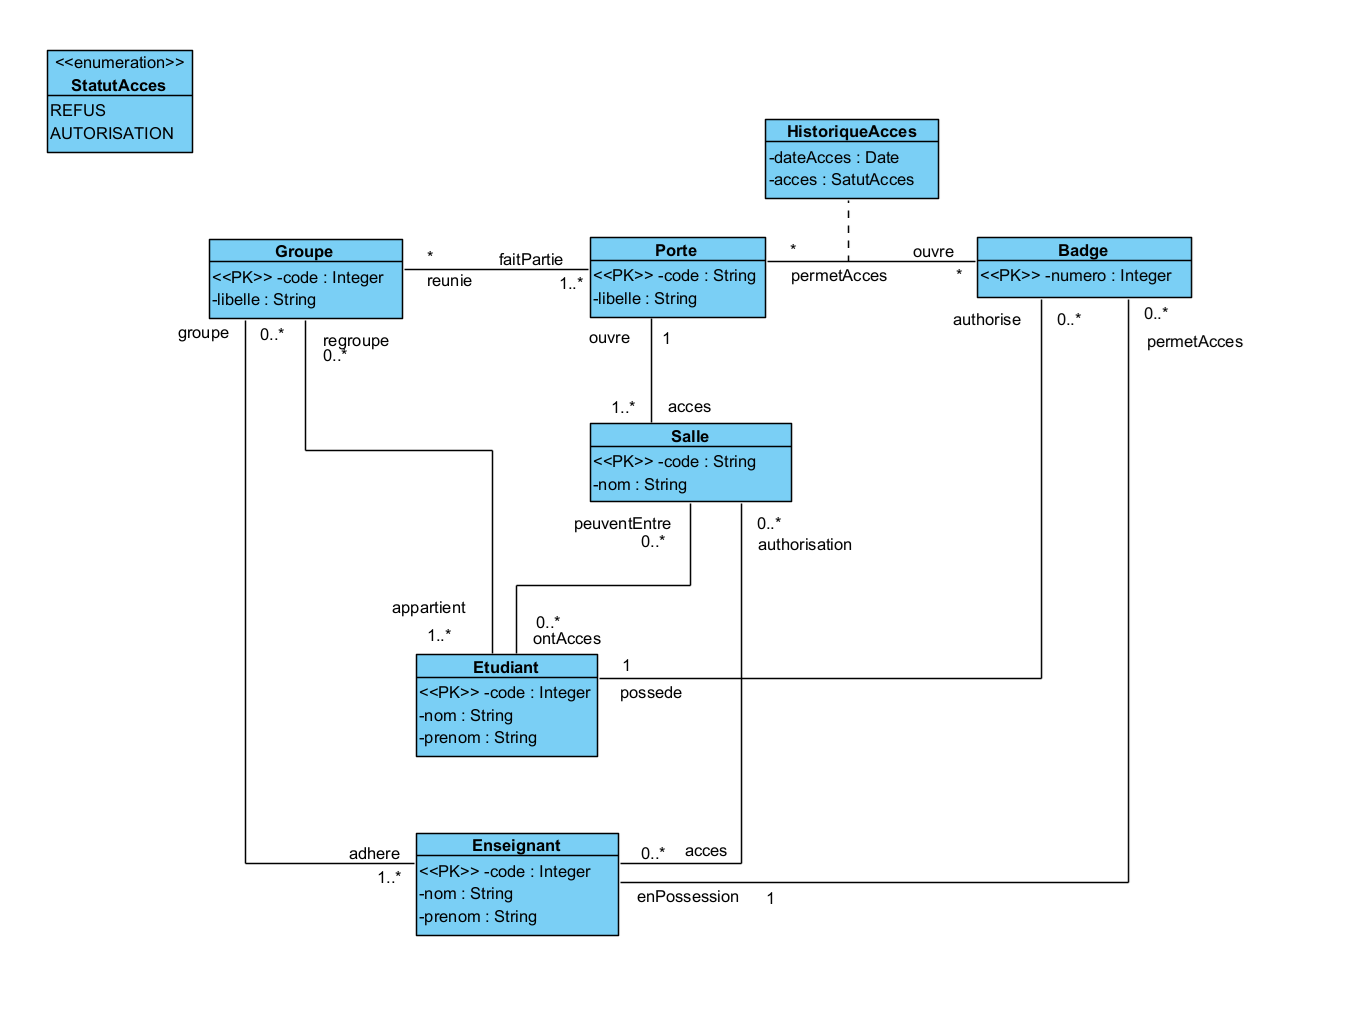 <<enumeration>>
StatutAcces
REFUS
AUTORISATION
HistoriqueAcces
-dateAcces : Date
-acces : SatutAcces
Groupe
<<PK>> -code : Integer
-libelle : String
*
reunie
faitPartie
1..*
Porte
<<PK>> -code : String
-libelle : String
*
permetAcces
ouvre
*
Badge
<<PK>> -numero : Integer
groupe
0..*
regroupe
0..*
ouvre
1
authorise
0..*
0..*
permetAcces
1..*
acces
Salle
<<PK>> -code : String
-nom : String
peuventEntre
0..*
0..*
authorisation
appartient
1..*
0..*
ontAcces
Etudiant
<<PK>> -code : Integer
-nom : String
-prenom : String
1
possede
adhere
1..*
Enseignant
<<PK>> -code : Integer
-nom : String
-prenom : String
0..*
acces
enPossession
1